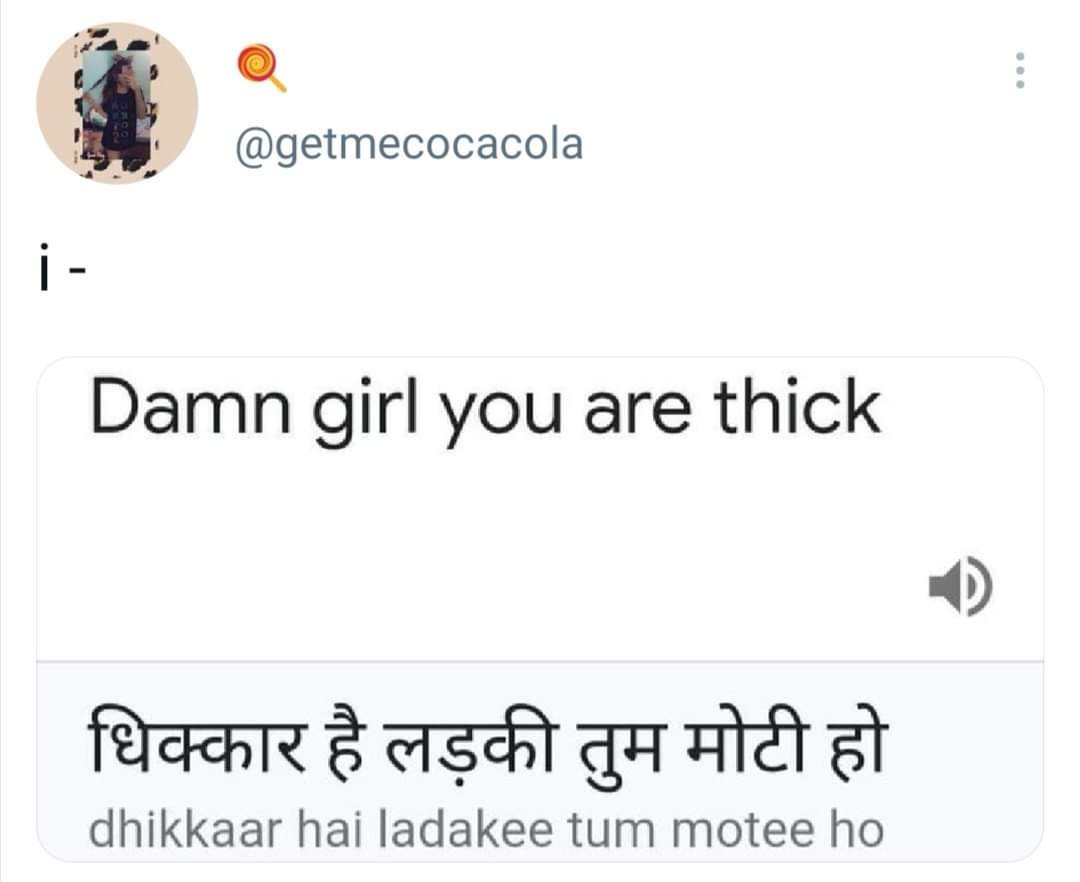 @getmecocacola
i -
Damn girl you are thick
धिक्कार है लड़की तुम मोटी हो
dhikkaar hai ladakee tum motee ho